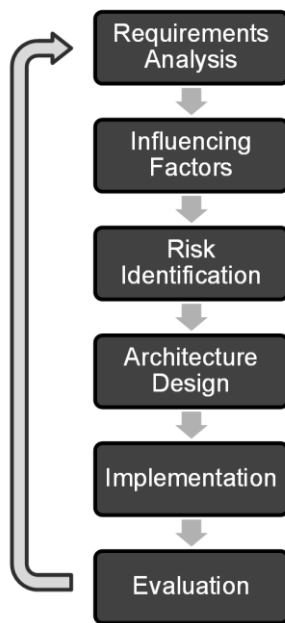 Requirements
Analysis
Influencing
Factors
Risk
Identification
Architecture
Design
Implementation
Evaluation